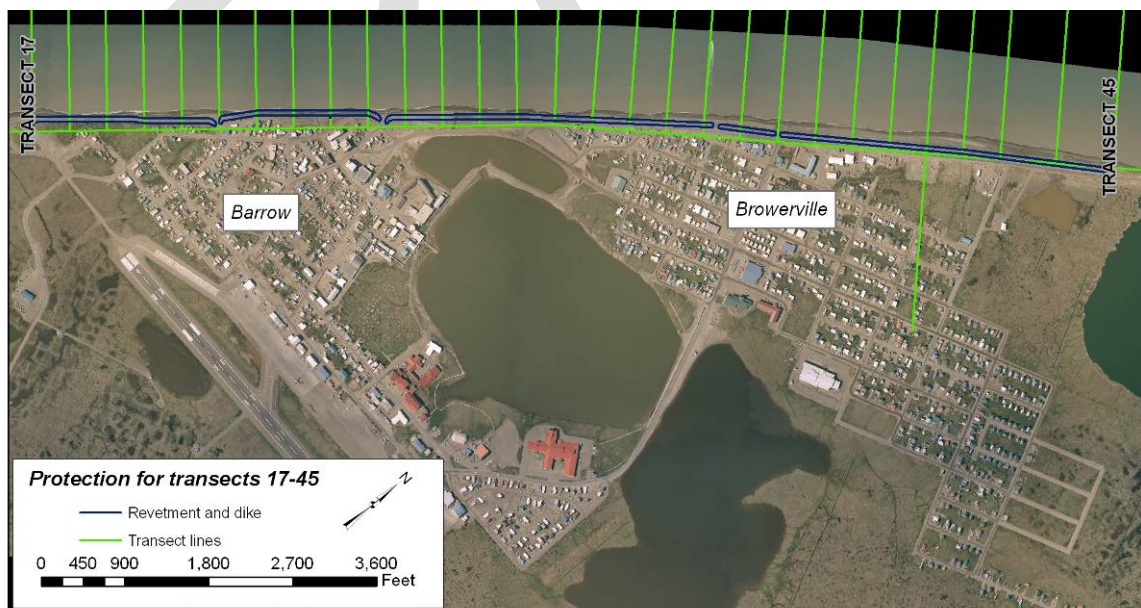 TRANSECT 17
TRANSECT 45
Barrow
Browerville
Protection for transects 17-45
N
Revetment and dike
Transect lines
0 450 900 1,800 2,700 3,600
Feet